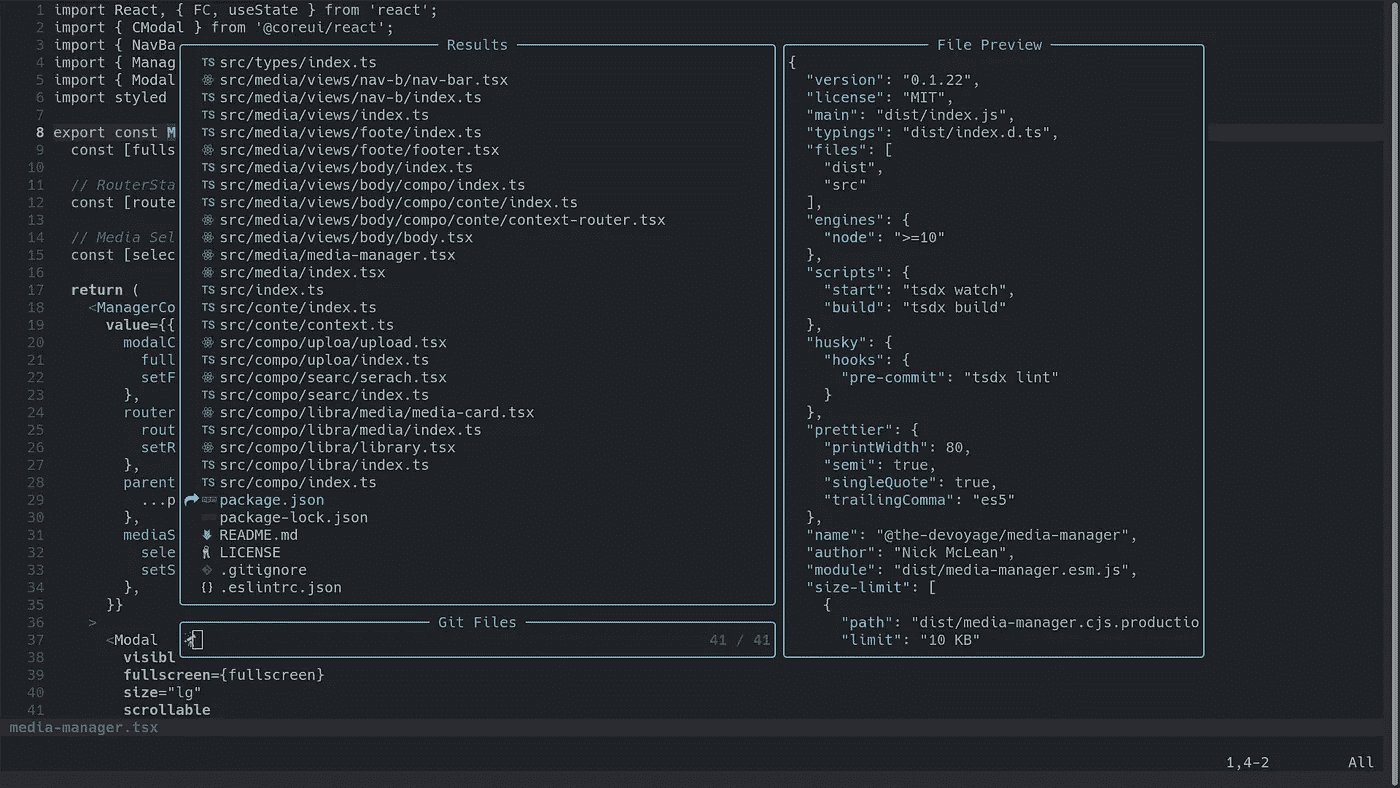 1 import React, { FC, useState } from 'react';
2 import { CModal } from '@coreui/react';
3 import { NavBa
4 import { Manag
5 import { Modal
6 import styled
7
8 export const M
9 const [fulls
10
11 // RouterSta
12 const [route
13
14 // Media Sel
15 const [selec
16
17 return (
18 <ManagerCo
19 value={{
20 modalC
21 full
22 setF
23 },
24 router
25 rout
26 setR
27 },
28 parent
29 ...p
30 },
31 mediaS
32 sele
33 setS
34 },
35 }}
36 >
37 <Modal
38 visibl
39 fullscreen={fullscreen}
40 size="lg"
41 scrollable
Results
TS src/types/index.ts
src/media/views/nav-b/nav-bar.tsx
TS src/media/views/nav-b/index.ts
TS src/media/views/index.ts
TS src/media/views/foote/index.ts
src/media/views/foote/footer.tsx
TS src/media/views/body/index.ts
TS src/media/views/body/compo/index.ts
TS src/media/views/body/compo/conte/index.ts
src/media/views/body/compo/conte/context-router.tsx
src/media/views/body/body.tsx
src/media/media-manager.tsx
src/media/index.tsx
TS src/index.ts
TS src/conte/index.ts
TS src/conte/context.ts
src/compo/uploa/upload.tsx
TS src/compo/uploa/index.ts
src/compo/searc/serach.tsx
TS src/compo/searc/index.ts
src/compo/libra/media/media-card.tsx
TS src/compo/libra/media/index.ts
src/compo/libra/library.tsx
TS src/compo/libra/index.ts
TS src/compo/index.ts
package.json
package-lock.json
README.md
LICENSE
.gitignore
{} .eslintrc.json
Git Files
41 / 41
File Preview
{
"version": "0.1.22",
"license": "MIT",
"main": "dist/index.js",
"typings": "dist/index.d.ts",
"files": [
"dist",
"src"
],
"engines": {
"node": ">=10"
},
"scripts": {
"start": "tsdx watch",
"build": "tsdx build"
},
"husky": {
"hooks": {
"pre-commit": "tsdx lint"
}
},
"prettier": {
"printWidth": 80,
"semi": true,
"singleQuote": true,
"trailingComma": "es5"
},
"name": "@the-devoyage/media-manager",
"author": "Nick McLean",
"module": "dist/media-manager.esm.js",
"size-limit": [
{
"path": "dist/media-manager.cjs.productio
"limit": "10 KB"
media-manager.tsx
1,4-2 All